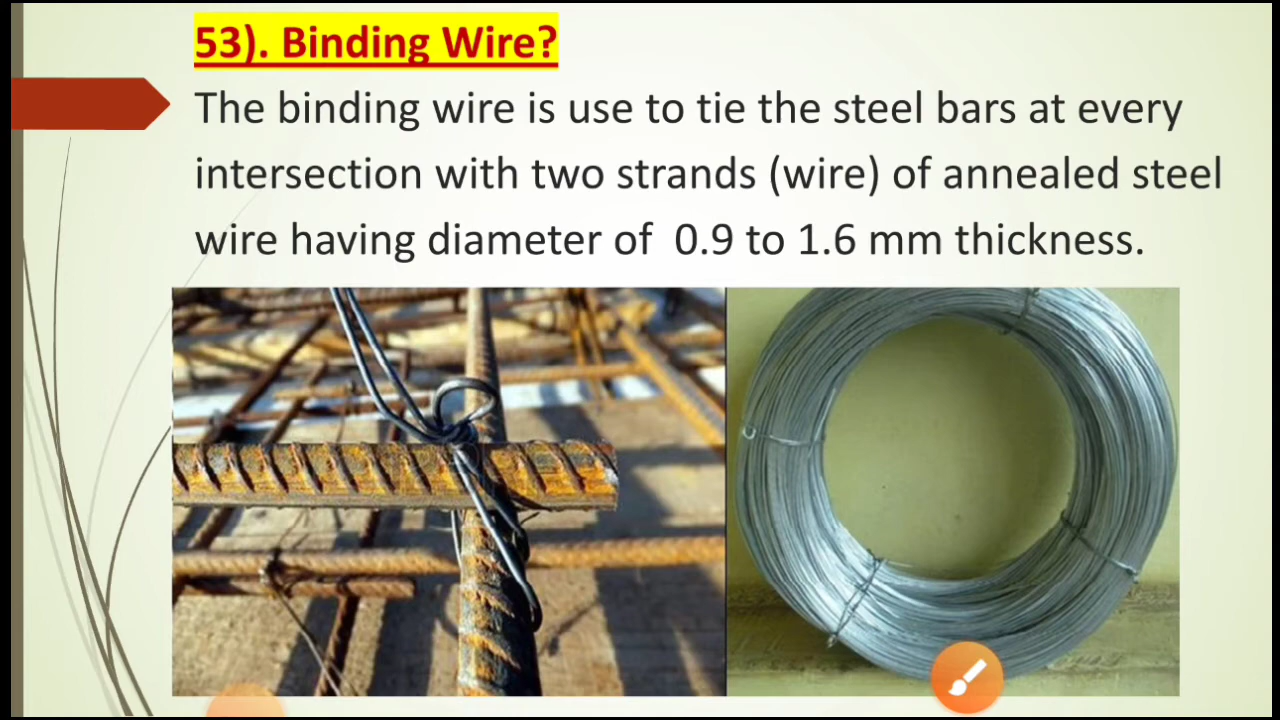 53). Binding Wire?
The binding wire is use to tie the steel bars at every
intersection with two strands (wire) of annealed steel
wire having diameter of 0.9 to 1.6 mm thickness.